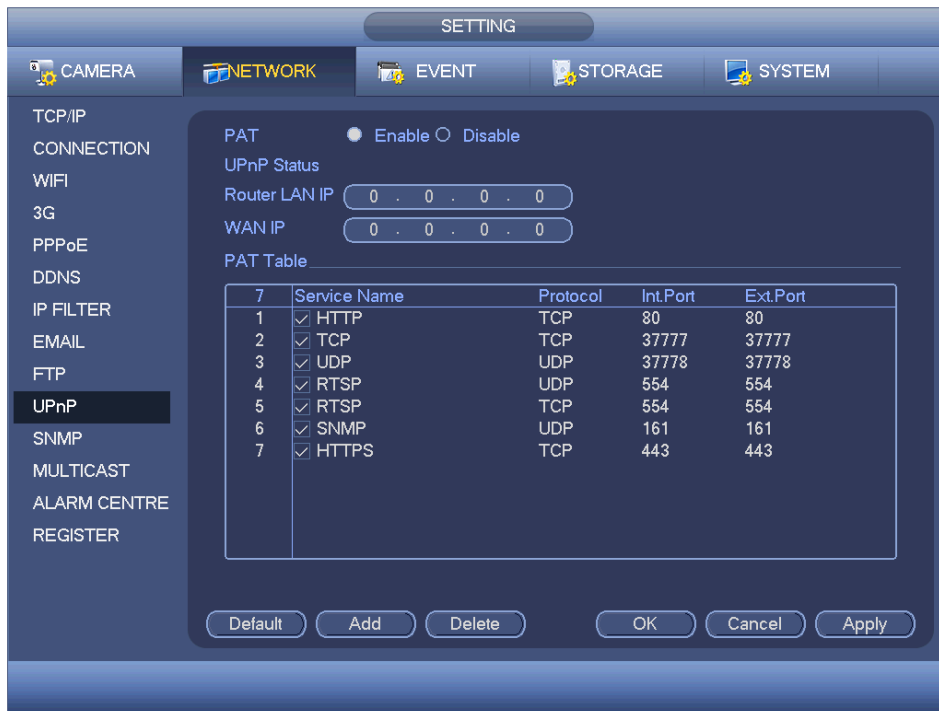 SETTING
CAMERA NETWORK EVENT STORAGE SYSTEM
TCP/IP
CONNECTION
WIFI
3G
PPPoE
DDNS
IP FILTER
EMAIL
FTP
UPnP
SNMP
MULTICAST
ALARM CENTRE
REGISTER
PAT Enable Disable
UPnP Status
Router LAN IP 0 . 0 . 0 . 0
WAN IP 0 . 0 . 0 . 0
PAT Table
7 Service Name Protocol Int.Port Ext.Port
1 HTTP TCP 80 80
2 TCP TCP 37777 37777
3 UDP UDP 37778 37778
4 RTSP UDP 554 554
5 RTSP TCP 554 554
6 SNMP UDP 161 161
7 HTTPS TCP 443 443
Default Add Delete OK Cancel Apply